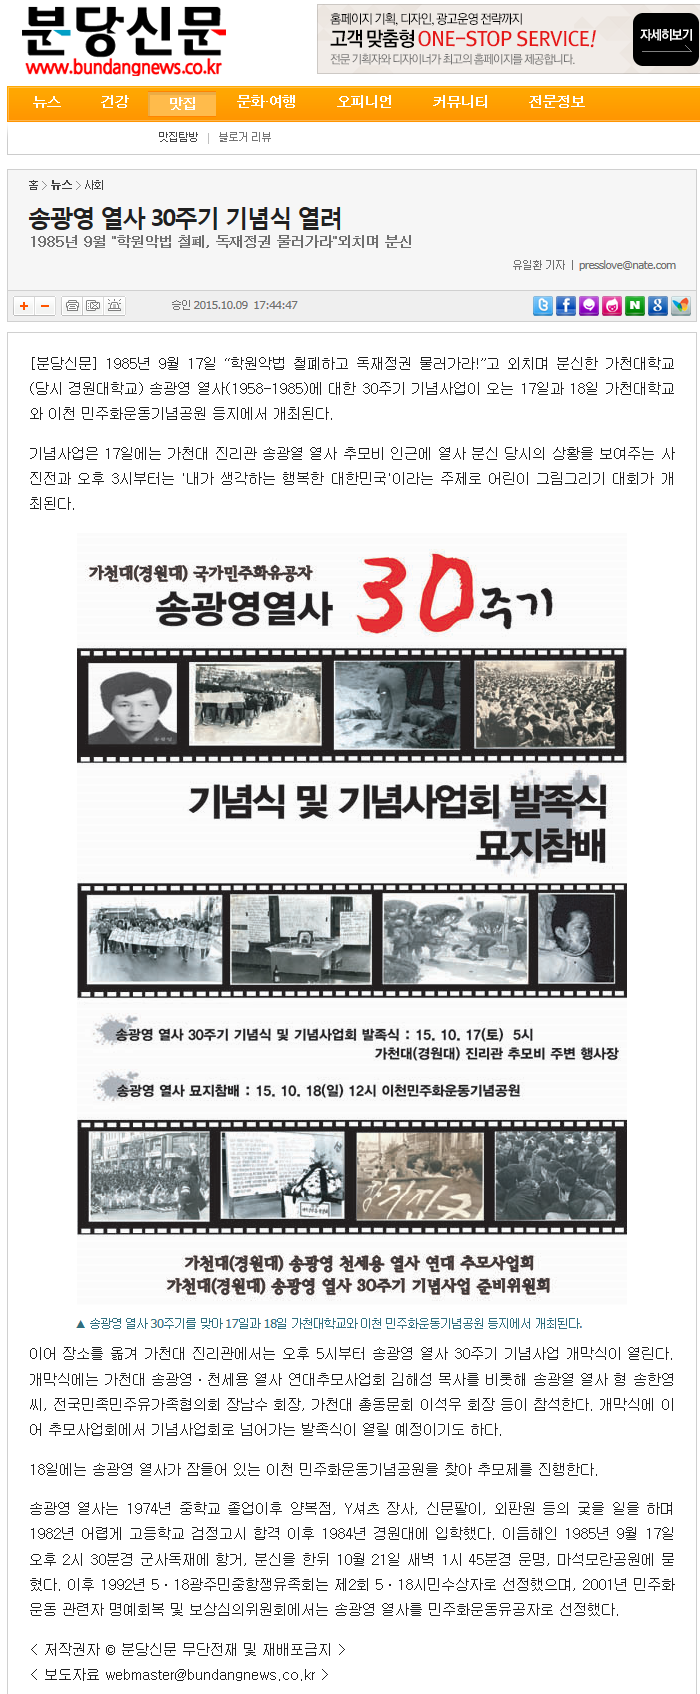 분당신문
www.bundangnews.co.kr
홈페이지 기획, 디자인, 광고운영 전략까지
고객 맞춤형 ONE-STOP SERVICE!
전문 기획자와 디자이너가 최고의 홈페이지를 제공합니다.
자세히보기
뉴스 건강 맛집 문화·여행 오피니언 커뮤니티 전문정보
맛집탐방 | 블로거 리뷰
홈 > 뉴스 > 사회
송광영 열사 30주기 기념식 열려
1985년 9월 "학원악법 철폐, 독재정권 물러가라"외치며 분신
유일환 기자 | presslove@nate.com
승인 2015.10.09 17:44:47
[분당신문] 1985년 9월 17일 “학원악법 철폐하고 독재정권 물러가라!”고 외치며 분신한 가천대학교
(당시 경원대학교) 송광영 열사(1958-1985)에 대한 30주기 기념사업이 오는 17일과 18일 가천대학교
와 이천 민주화운동기념공원 등지에서 개최된다.
기념사업은 17일에는 가천대 진리관 송광열 열사 추모비 인근에 열사 분신 당시의 상황을 보여주는 사
진전과 오후 3시부터는 '내가 생각하는 행복한 대한민국'이라는 주제로 어린이 그림그리기 대회가 개
최된다.
가천대(경원대) 국가민주화유공자
송광영열사 30주기
기념식 및 기념사업회 발족식
묘지참배
송광영 열사 30주기 기념식 및 기념사업회 발족식 : 15. 10. 17(토) 5시
가천대(경원대) 진리관 추모비 주변 행사장
송광영 열사 묘지참배 : 15. 10. 18(일) 12시 이천민주화운동기념공원
가천대(경원대) 송광영 천세용 열사 연대 추모사업회
가천대(경원대) 송광영 열사 30주기 기념사업 준비위원회
▲ 송광영 열사 30주기를 맞아 17일과 18일 가천대학교와 이천 민주화운동기념공원 등지에서 개최된다.
이어 장소를 옮겨 가천대 진리관에서는 오후 5시부터 송광영 열사 30주기 기념사업 개막식이 열린다.
개막식에는 가천대 송광영·천세용 열사 연대추모사업회 김해성 목사를 비롯해 송광열 열사 형 송한영
씨, 전국민족민주유가족협의회 장남수 회장, 가천대 총동문회 이석우 회장 등이 참석한다. 개막식에 이
어 추모사업회에서 기념사업회로 넘어가는 발족식이 열릴 예정이기도 하다.
18일에는 송광영 열사가 잠들어 있는 이천 민주화운동기념공원을 찾아 추모제를 진행한다.
송광영 열사는 1974년 중학교 졸업이후 양복점, Y셔츠 장사, 신문팔이, 외판원 등의 궂을 일을 하며
1982년 어렵게 고등학교 검정고시 합격 이후 1984년 경원대에 입학했다. 이듬해인 1985년 9월 17일
오후 2시 30분경 군사독재에 항거, 분신을 한뒤 10월 21일 새벽 1시 45분경 운명, 마석모란공원에 묻
혔다. 이후 1992년 5·18광주민중항쟁유족회는 제2회 5·18시민수상자로 선정했으며, 2001년 민주화
운동 관련자 명예회복 및 보상심의위원회에서는 송광영 열사를 민주화운동유공자로 선정했다.
< 저작권자 © 분당신문 무단전재 및 재배포금지 >
< 보도자료 webmaster@bundangnews.co.kr >